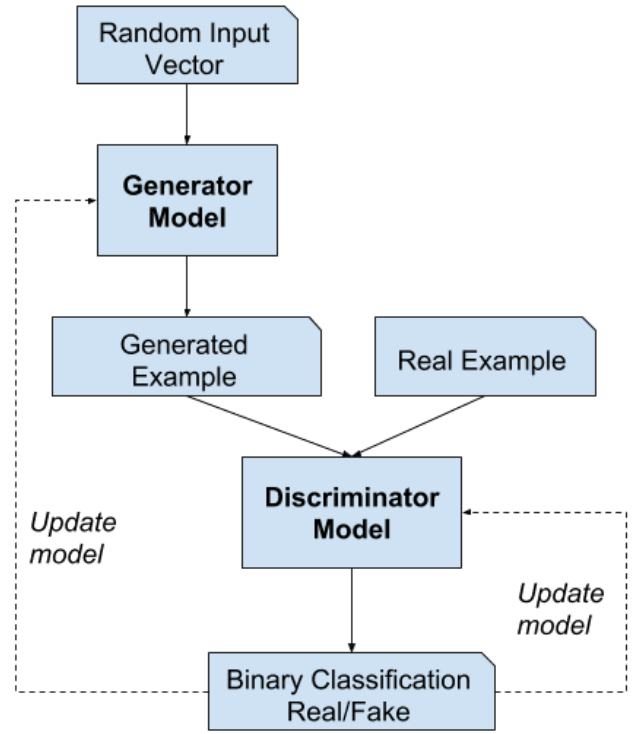 Random Input
Vector
Generator
Model
Generated
Example
Real Example
Discriminator
Model
Update
model
Update
model
Binary Classification
Real/Fake